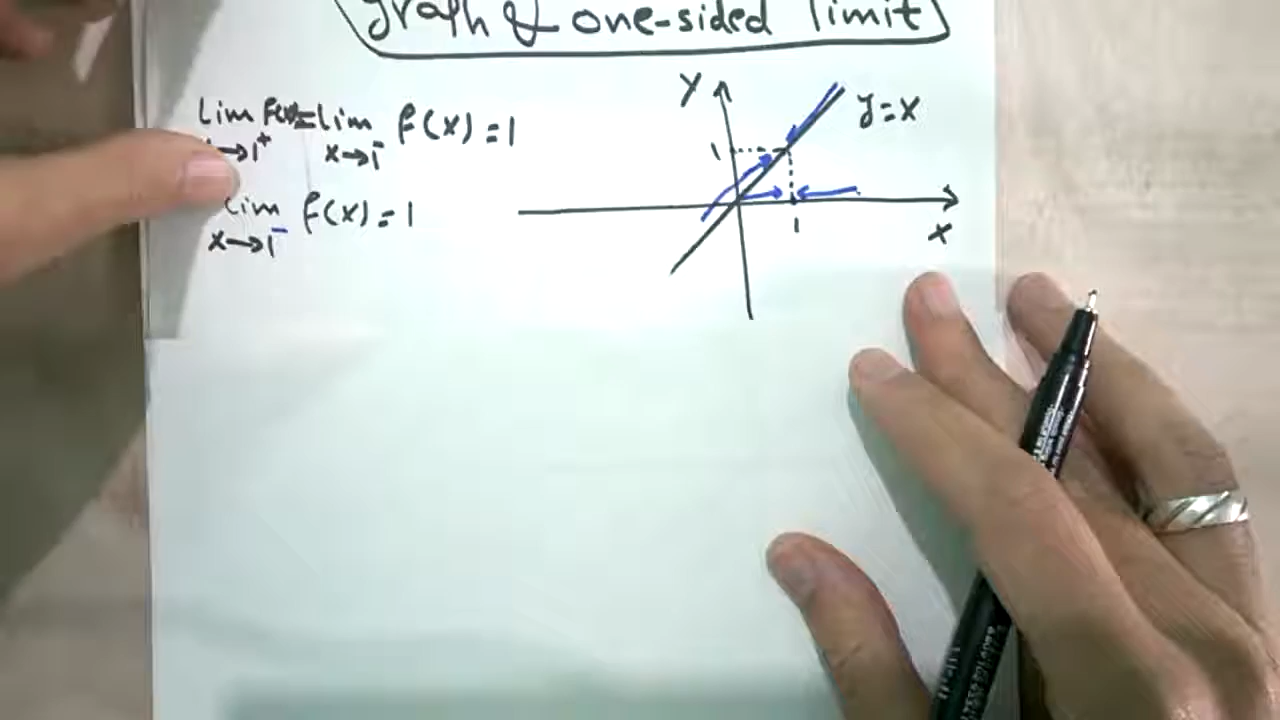 Graph & one-sided limit
Lim F(x)=Lim f(x)=1
→1⁺ x→1⁻
Lim f(x)=1
x→1⁻
y
y=x
1
1
x